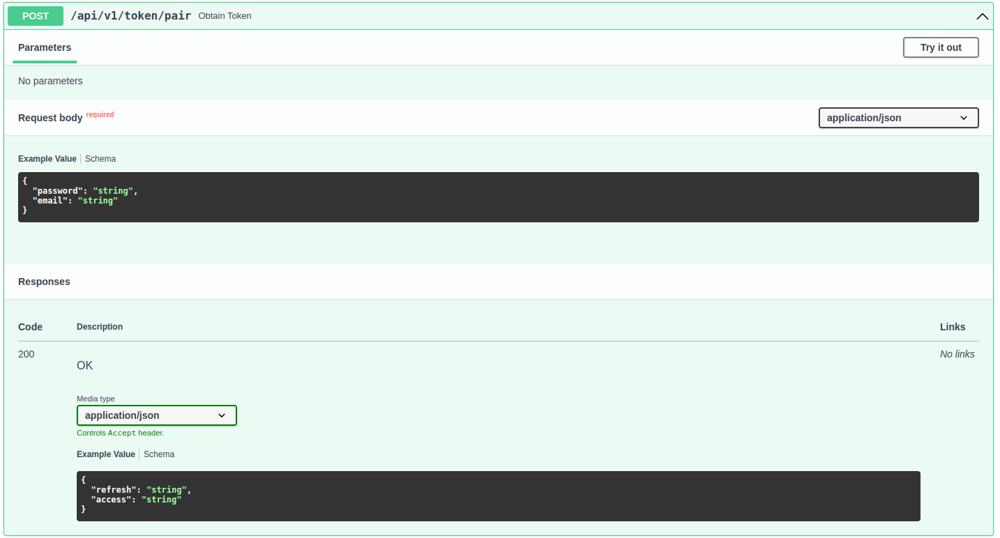 POST /api/v1/token/pair Obtain Token
Parameters Try it out
No parameters
Request body required application/json
Example Value Schema
{
"password": "string",
"email": "string"
}
Responses
Code Description Links
200 No links
OK
Media type
application/json
Controls Accept header.
Example Value Schema
{
"refresh": "string",
"access": "string"
}